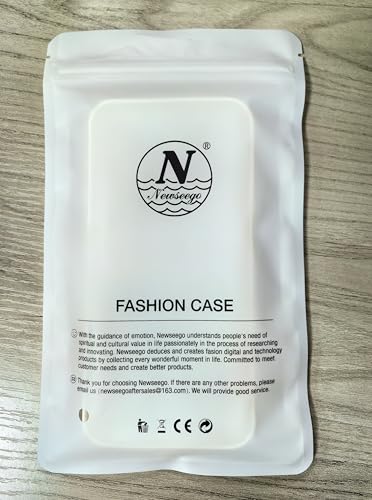 N
®
Newseego
FASHION CASE
With the guidance of emotion, Newseego understands people's need of
spiritual and cultural value in life passionately in the process of researching
and innovating. Newseego deduces and creates fasion digital and technology
products by collecting every wonderful moment in life. Committed to meet
customer needs and create better products.
Thank you for choosing Newseego. If there are any other problems, please
email us (newseegoaftersales@163.com). We will provide good service.
CE